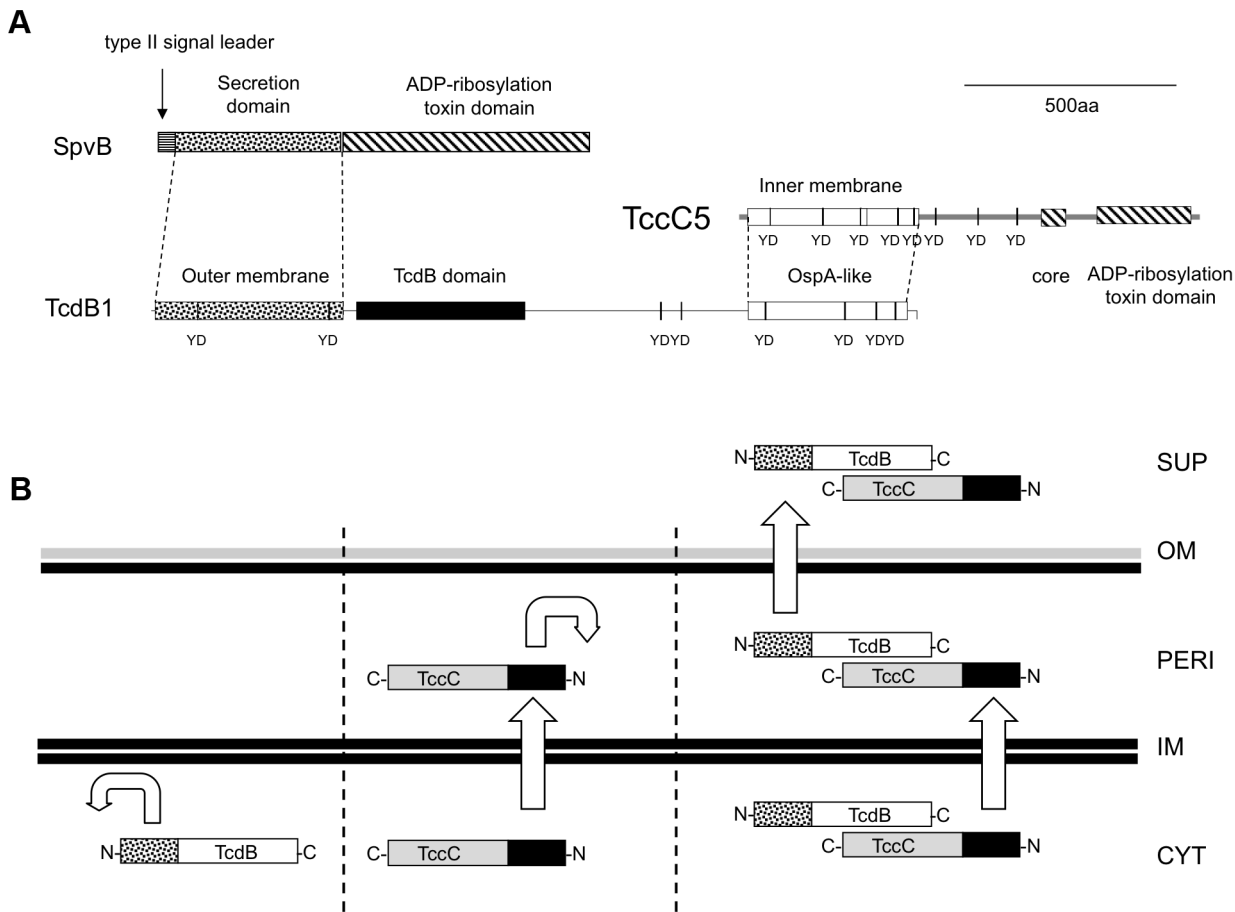 A
type II signal leader
Secretion
domain
ADP-ribosylation
toxin domain
500aa
SpvB
Inner membrane
TccC5
YD YD YD YD YD YD YD YD
Outer membrane
TcdB domain
OspA-like
core
ADP-ribosylation
toxin domain
TcdB1
YD YD YDYD YD YD YDYD
B
N- TcdB -C
C- TccC -N
SUP
OM
N- TcdB -C
C- TccC -N
C- TccC -N
PERI
IM
N- TcdB -C
C- TccC -N
N- TcdB -C
C- TccC -N
CYT